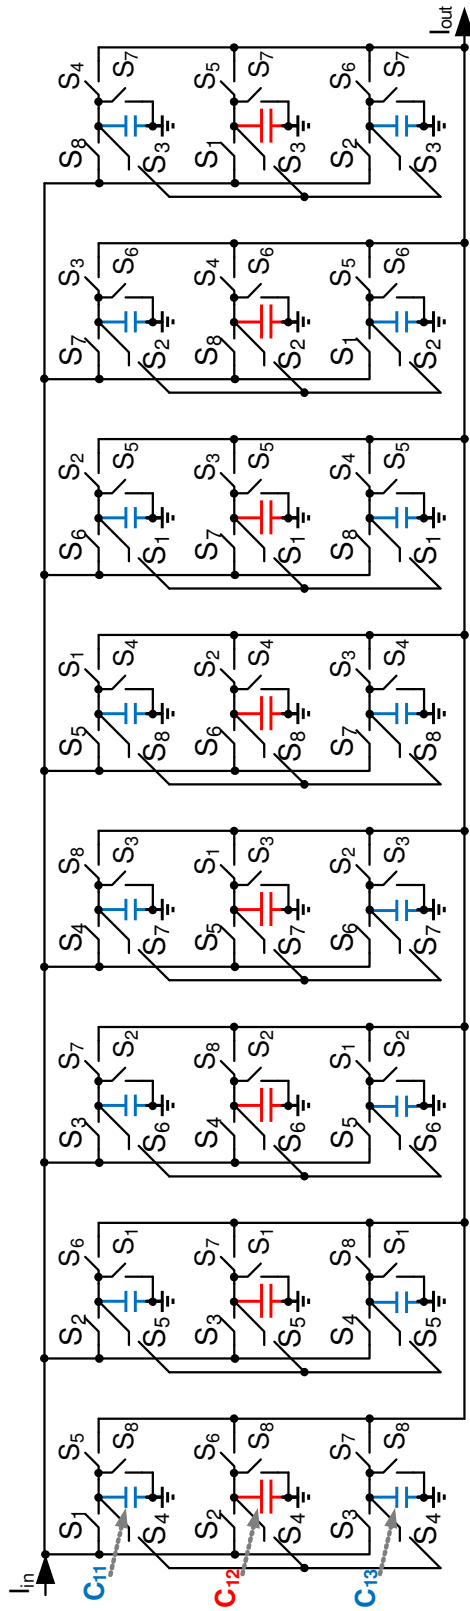 Iin
S1 S5 S2 S6 S3 S7 S4 S8 S5 S1 S6 S2 S7 S3 S8 S4
C11
S8 S1 S2 S3 S4 S5 S6 S7
S4 S5 S6 S7 S8 S1 S2 S3
S2 S6 S3 S7 S4 S8 S5 S1 S6 S2 S7 S3 S8 S4 S1 S5
C12
S8 S1 S2 S3 S4 S5 S6 S7
S4 S5 S6 S7 S8 S1 S2 S3
S3 S7 S4 S8 S5 S1 S6 S2 S7 S3 S8 S4 S1 S5 S2 S6
C13
S8 S1 S2 S3 S4 S5 S6 S7
S4 S5 S6 S7 S8 S1 S2 S3
Iout